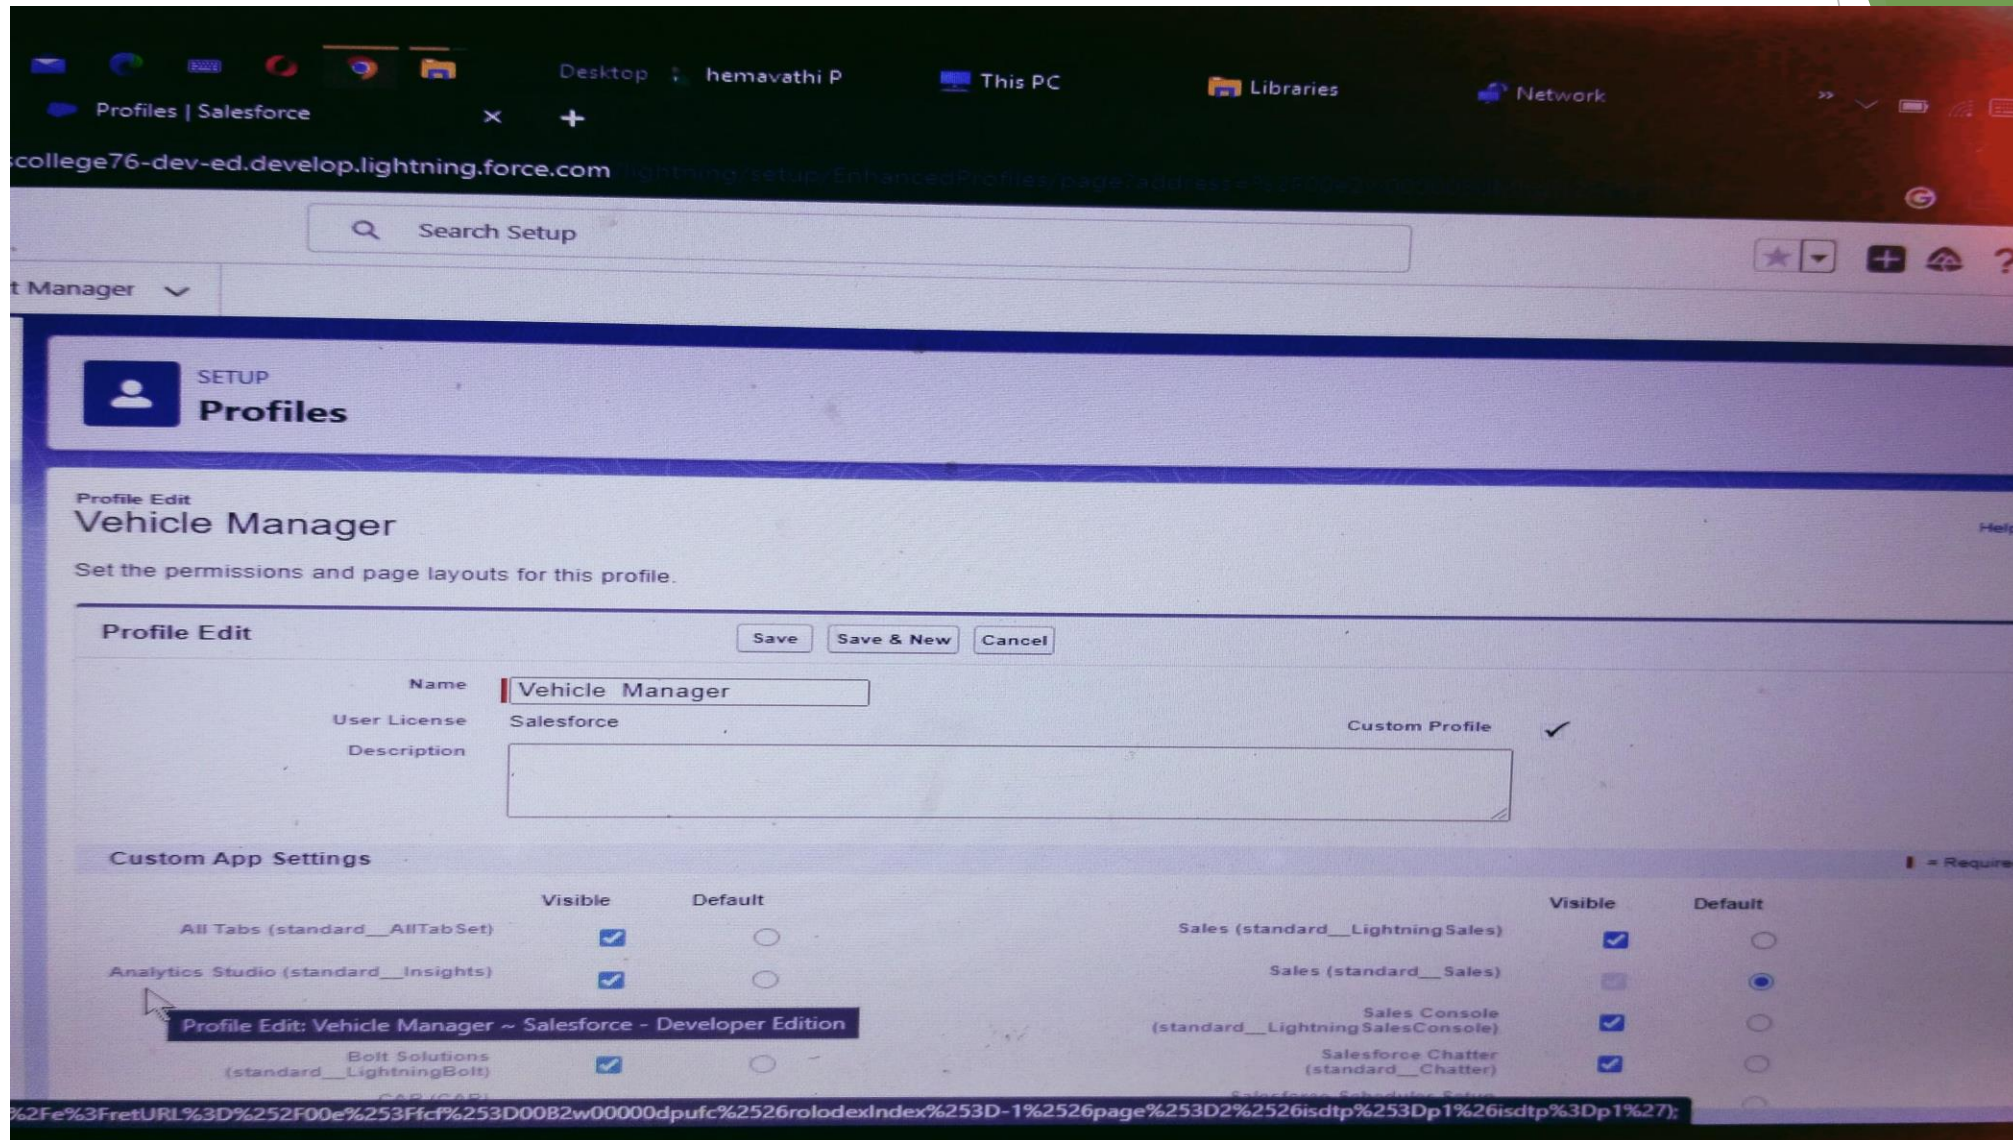 Desktop hemavathi P This PC Libraries Network »
Profiles | Salesforce × +
college76-dev-ed.develop.lightning.force.com
Search Setup
t Manager
SETUP
Profiles
Profile Edit
Vehicle Manager
Help
Set the permissions and page layouts for this profile.
Profile Edit Save Save & New Cancel
Name Vehicle Manager
User License Salesforce Custom Profile ✓
Description
Custom App Settings = Require
Visible Default Visible Default
All Tabs (standard__AllTabSet) Sales (standard__LightningSales)
Analytics Studio (standard__Insights) Sales (standard__Sales)
Profile Edit: Vehicle Manager ~ Salesforce - Developer Edition
Sales Console
(standard__LightningSalesConsole)
Bolt Solutions
(standard__LightningBolt)
Salesforce Chatter
(standard__Chatter)
%2Fe%3FretURL%3D%252F00e%253Ffcf%253D00B2w00000dpufc%2526rolodexIndex%253D-1%2526page%253D2%2526isdtp%253Dp1%26isdtp%3Dp1%27);